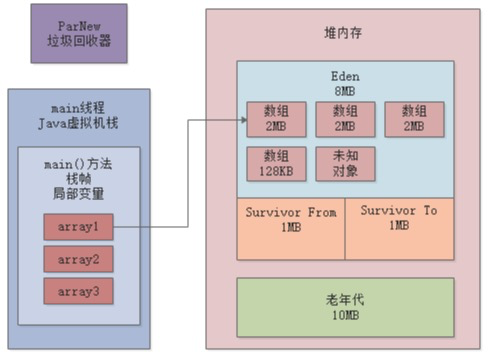 ParNew
垃圾回收器
main线程
Java虚拟机栈
main()方法
栈帧
局部变量
array1
array2
array3
堆内存
Eden
8MB
数组
2MB
数组
2MB
数组
2MB
数组
128KB
未知
对象
Survivor From
1MB
Survivor To
1MB
老年代
10MB